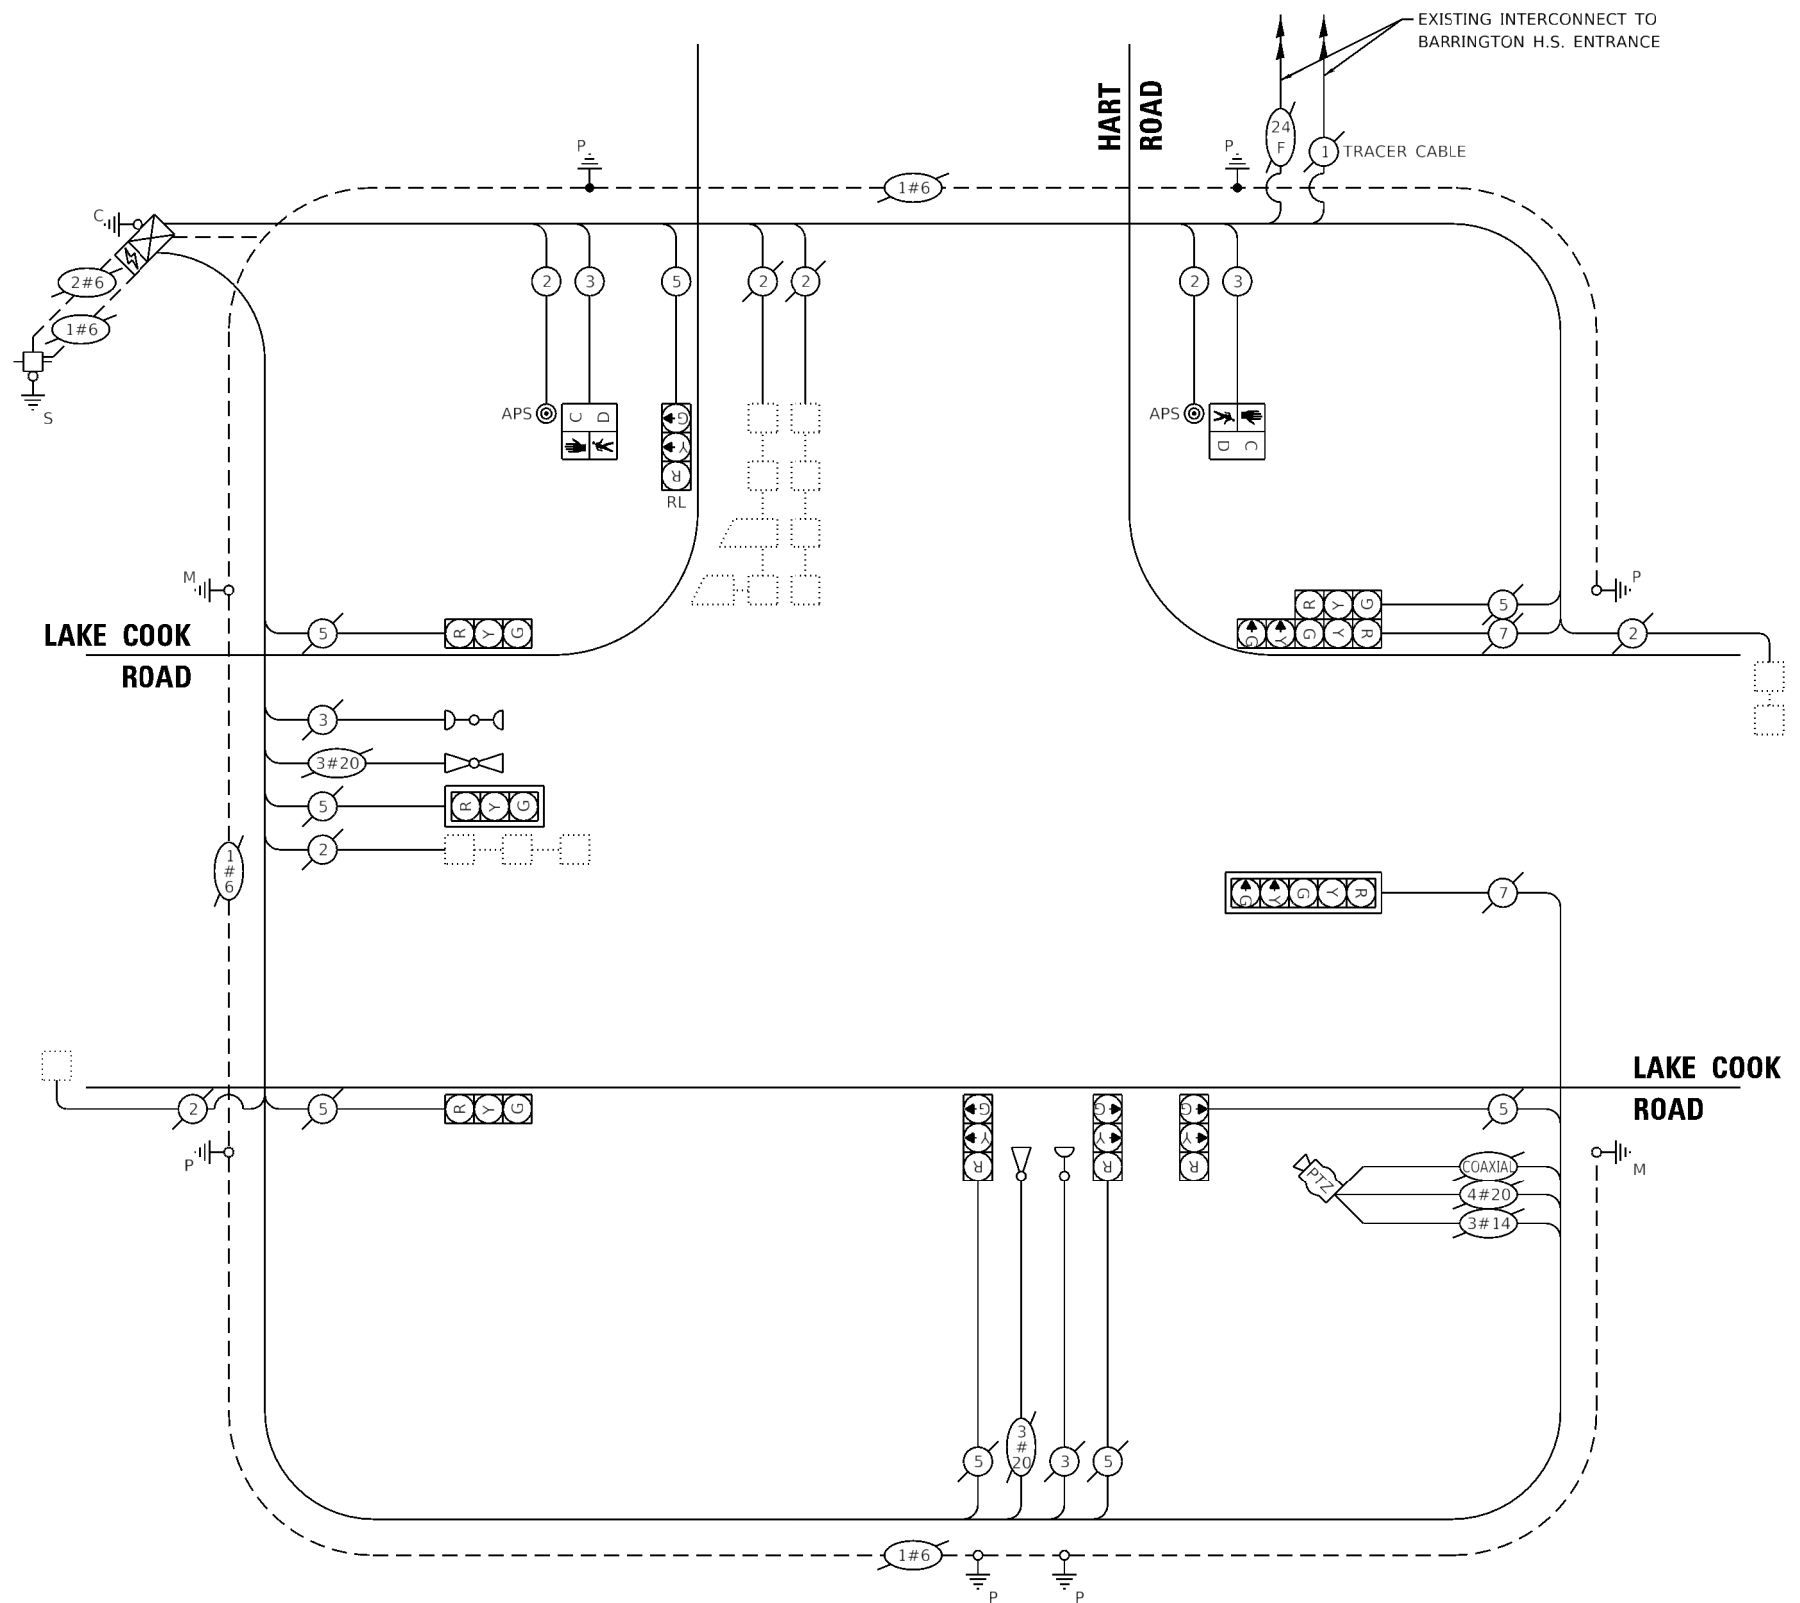 EXISTING INTERCONNECT TO
BARRINGTON H.S. ENTRANCE
HART
ROAD
24
F
1 TRACER CABLE
P
P
1#6
C
2#6
1#6
S
2
3
5
2
2
2
3
APS
C D
G
Y
R
RL
APS
D C
M
P
LAKE COOK
ROAD
5
R Y G
R Y G
5
G Y G Y R
7
2
3
3#20
5
R Y G
2
1
#
6
G Y G Y R
7
LAKE COOK
ROAD
2
5
R Y G
G
Y
R
G
Y
R
G
Y
R
5
P
PTZ
COAXIAL
4#20
3#14
M
5
3
#
20
3
5
1#6
P
P